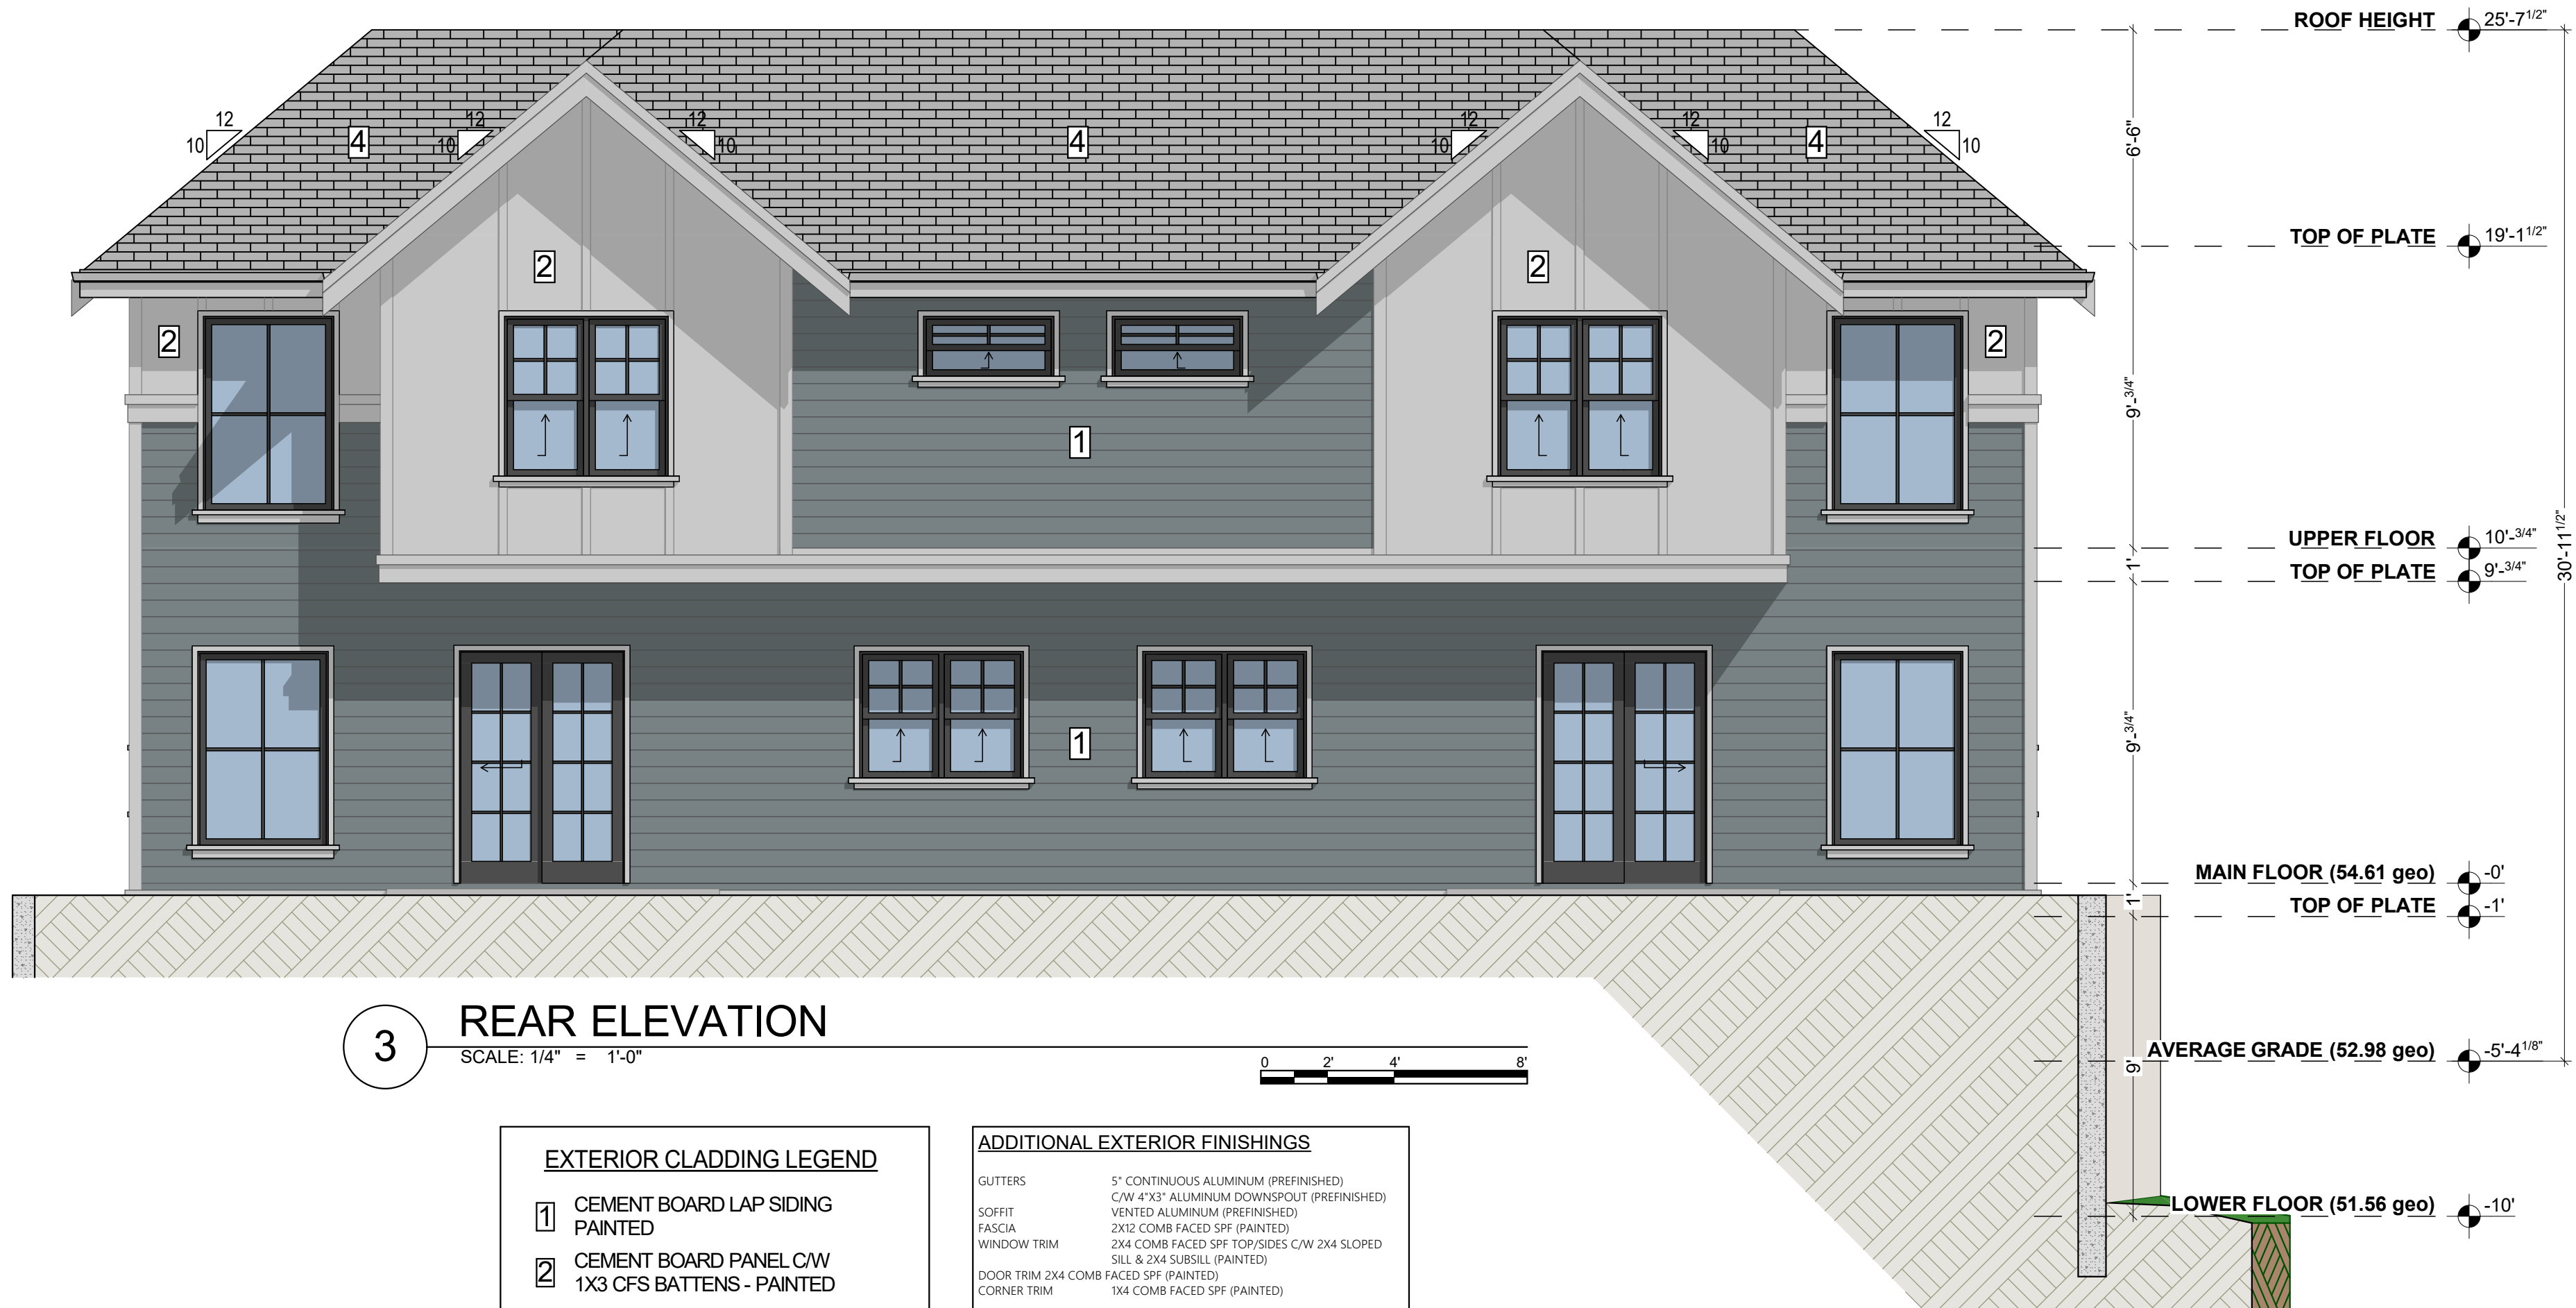 ROOF HEIGHT 25'-7 1/2"
12
10
4
12
10
12
10
4
12
10
12
10
4
12
10
6'-6"
TOP OF PLATE 19'-1 1/2"
2
2
2
2
9'-3/4"
1
30'-11 1/2"
UPPER FLOOR 10'-3/4"
1'
TOP OF PLATE 9'-3/4"
1
9'-3/4"
MAIN FLOOR (54.61 geo) -0'
1'
TOP OF PLATE -1'
3
REAR ELEVATION
SCALE: 1/4" = 1'-0"
0 2' 4' 8'
AVERAGE GRADE (52.98 geo) -5'-4 1/8"
9'
LOWER FLOOR (51.56 geo) -10'
EXTERIOR CLADDING LEGEND
1 CEMENT BOARD LAP SIDING
PAINTED
2 CEMENT BOARD PANEL C/W
1X3 CFS BATTENS - PAINTED
ADDITIONAL EXTERIOR FINISHINGS
GUTTERS 5" CONTINUOUS ALUMINUM (PREFINISHED)
C/W 4"X3" ALUMINUM DOWNSPOUT (PREFINISHED)
SOFFIT VENTED ALUMINUM (PREFINISHED)
FASCIA 2X12 COMB FACED SPF (PAINTED)
WINDOW TRIM 2X4 COMB FACED SPF TOP/SIDES C/W 2X4 SLOPED
SILL & 2X4 SUBSILL (PAINTED)
DOOR TRIM 2X4 COMB FACED SPF (PAINTED)
CORNER TRIM 1X4 COMB FACED SPF (PAINTED)